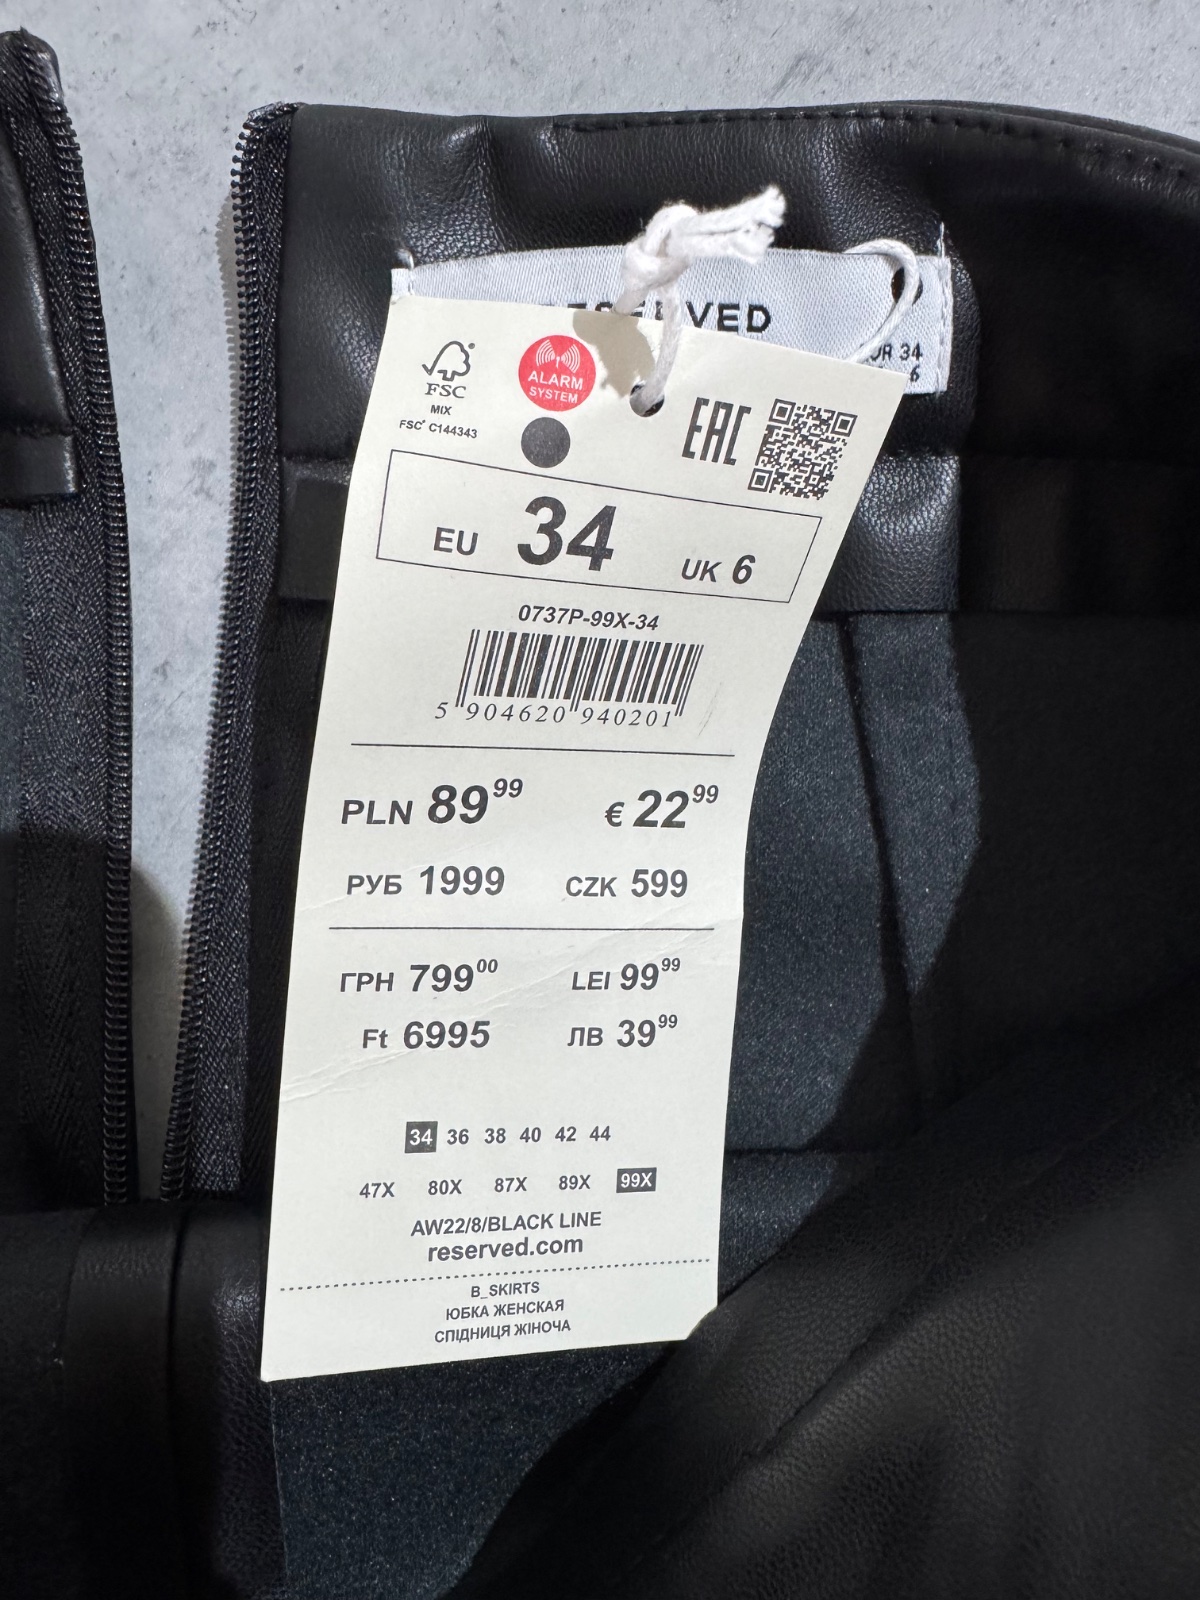 RESERVED
EUR 34
6
FSC
MIX
FSC® C144343
ALARM
SYSTEM
EAC
EU 34 UK 6
0737P-99X-34
5 904620 940201
PLN 89 99 € 22 99
РУБ 1999 CZK 599
ГРН 799 00 LEI 99 99
Ft 6995 ЛВ 39 99
34 36 38 40 42 44
47X 80X 87X 89X 99X
AW22/8/BLACK LINE
reserved.com
B_SKIRTS
ЮБКА ЖЕНСКАЯ
СПІДНИЦЯ ЖІНОЧА